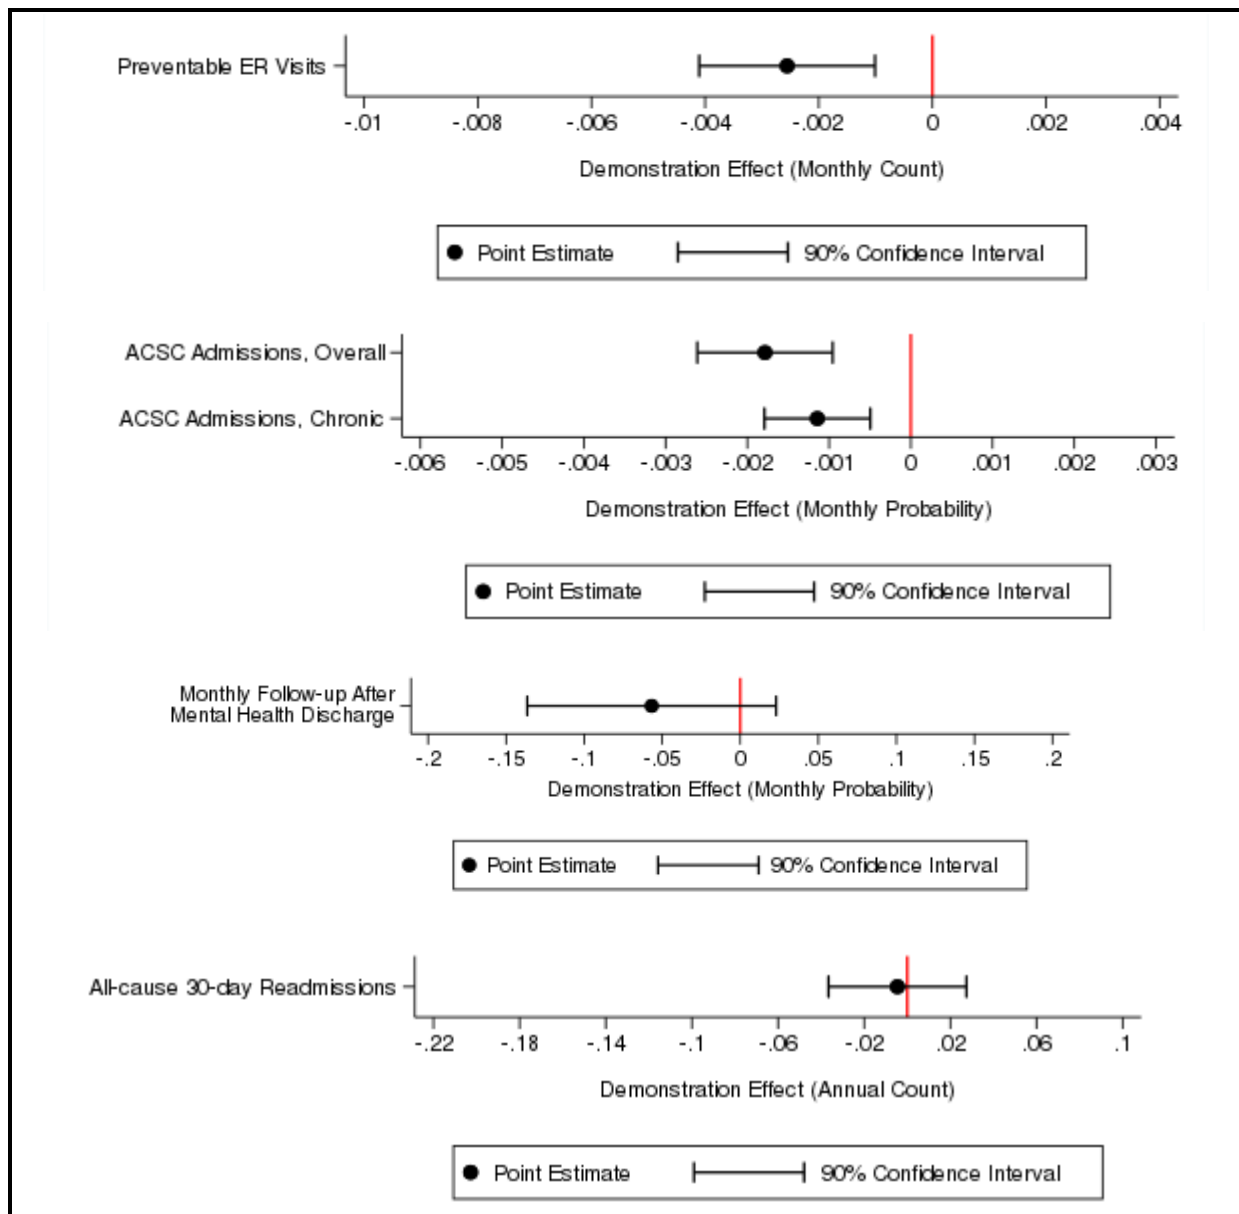 Preventable ER Visits
-.01 -.008 -.006 -.004 -.002 0 .002 .004
Demonstration Effect (Monthly Count)
Point Estimate 90% Confidence Interval
ACSC Admissions, Overall
ACSC Admissions, Chronic
-.006 -.005 -.004 -.003 -.002 -.001 0 .001 .002 .003
Demonstration Effect (Monthly Probability)
Point Estimate 90% Confidence Interval
Monthly Follow-up After
Mental Health Discharge
-.2 -.15 -.1 -.05 0 .05 .1 .15 .2
Demonstration Effect (Monthly Probability)
Point Estimate 90% Confidence Interval
All-cause 30-day Readmissions
-.22 -.18 -.14 -.1 -.06 -.02 .02 .06 .1
Demonstration Effect (Annual Count)
Point Estimate 90% Confidence Interval